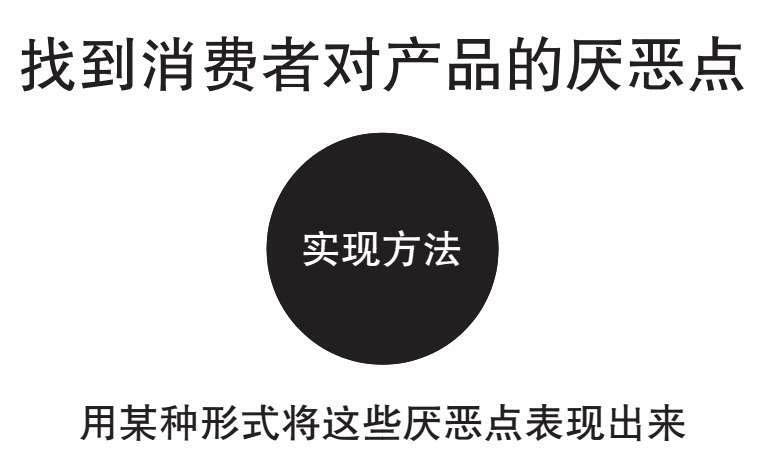 找到消费者对产品的厌恶点
实现方法
用某种形式将这些厌恶点表现出来